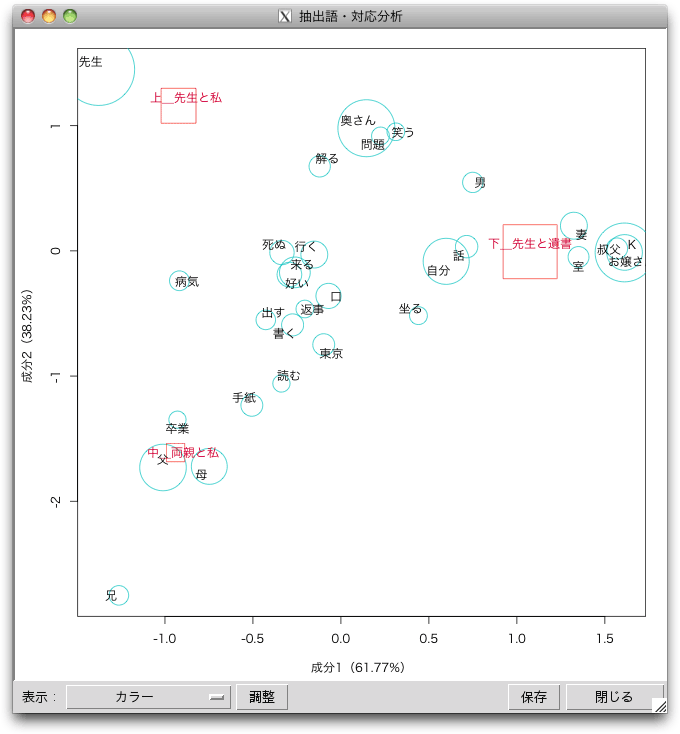 抽出語・対応分析
先生
上__先生と私
奥さん
笑う
問題
解る
男
死ぬ
行く
来る
好い
病気
妻
下__先生と遺書
叔父
K
話
室
お嬢さ
自分
口
返事
出す
書く
坐る
東京
読む
手紙
卒業
中__両親と私
父
母
兄
1
0
-1
-2
成分2（38.23%）
-1.0
-0.5
0.0
0.5
1.0
1.5
成分1（61.77%）
表示：
カラー
調整
保存
閉じる